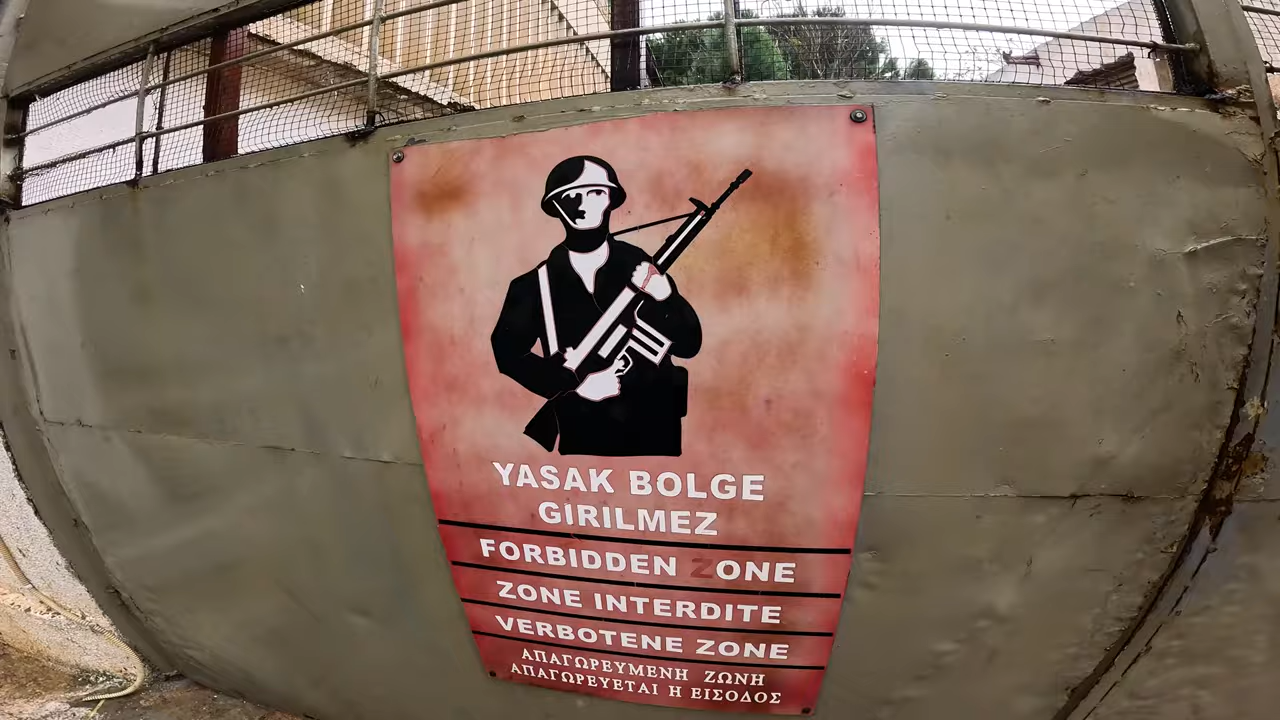 YASAK BOLGE
GIRILMEZ
FORBIDDEN ZONE
ZONE INTERDITE
VERBOTENE ZONE
ΑΠΑΓΩΡΕΥΜΕΝΗ ΖΩΝΗ
ΑΠΑΓΩΡΕΥΕΤΑΙ Η ΕΙΣΟΔΟΣ